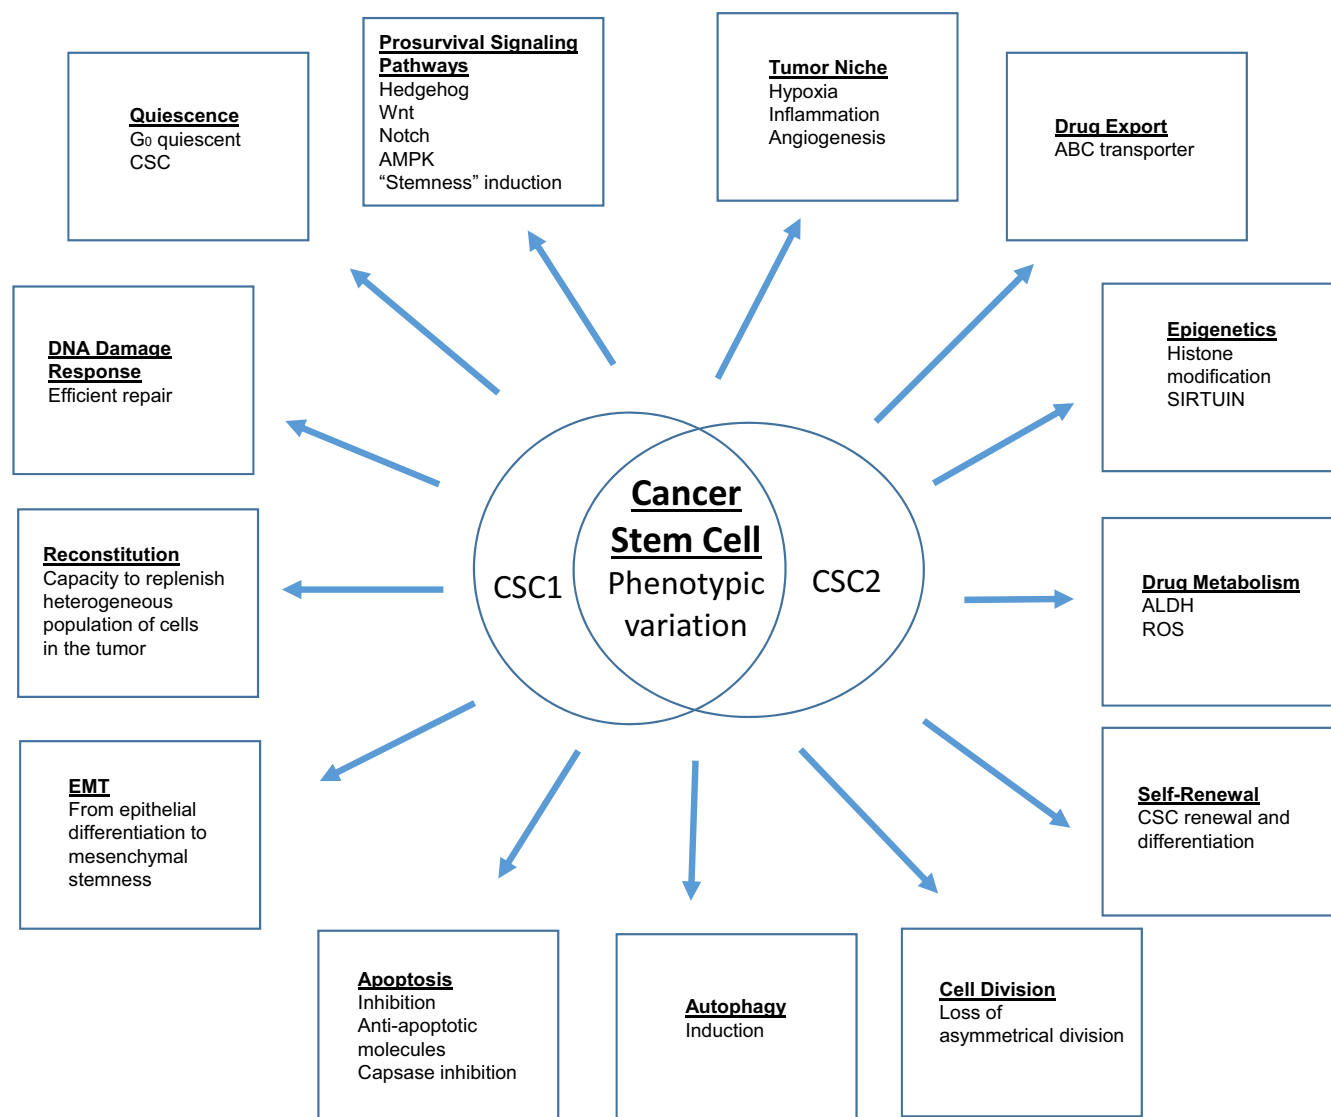 Prosurvival Signaling
Pathways
Hedgehog
Wnt
Notch
AMPK
“Stemness” induction
Tumor Niche
Hypoxia
Inflammation
Angiogenesis
Quiescence
G₀ quiescent
CSC
Drug Export
ABC transporter
DNA Damage
Response
Efficient repair
Epigenetics
Histone
modification
SIRTUIN
Cancer
Stem Cell
Phenotypic
variation
CSC1
CSC2
Reconstitution
Capacity to replenish
heterogeneous
population of cells
in the tumor
Drug Metabolism
ALDH
ROS
EMT
From epithelial
differentiation to
mesenchymal
stemness
Self-Renewal
CSC renewal and
differentiation
Apoptosis
Inhibition
Anti-apoptotic
molecules
Capsase inhibition
Autophagy
Induction
Cell Division
Loss of
asymmetrical division